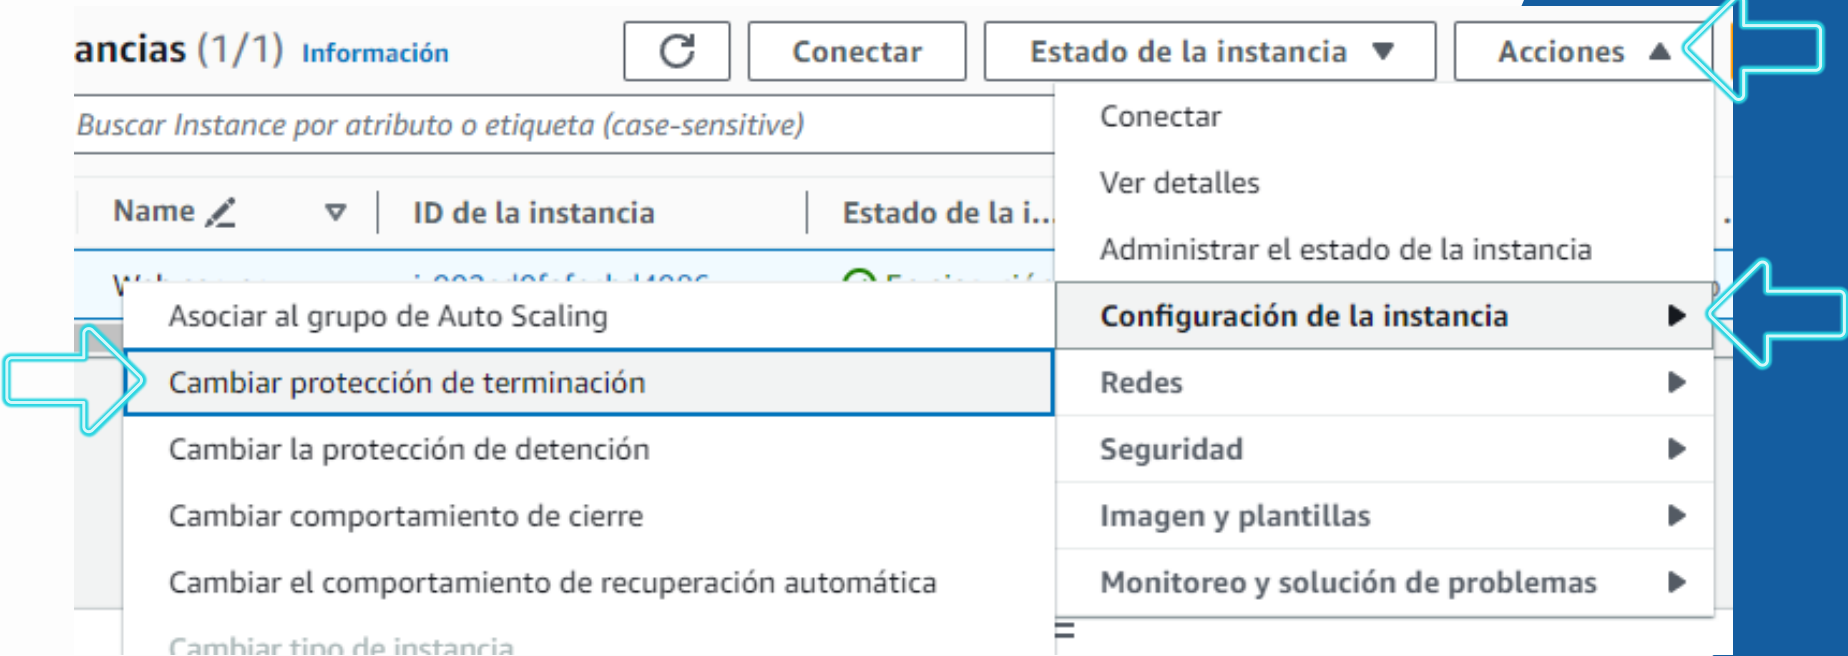 ancias (1/1) Información
Conectar
Estado de la instancia
Acciones
Buscar Instance por atributo o etiqueta (case-sensitive)
Name
ID de la instancia
Estado de la i...
Conectar
Ver detalles
Administrar el estado de la instancia
Configuración de la instancia
Redes
Seguridad
Imagen y plantillas
Monitoreo y solución de problemas
Asociar al grupo de Auto Scaling
Cambiar protección de terminación
Cambiar la protección de detención
Cambiar comportamiento de cierre
Cambiar el comportamiento de recuperación automática
Cambiar tipo de instancia